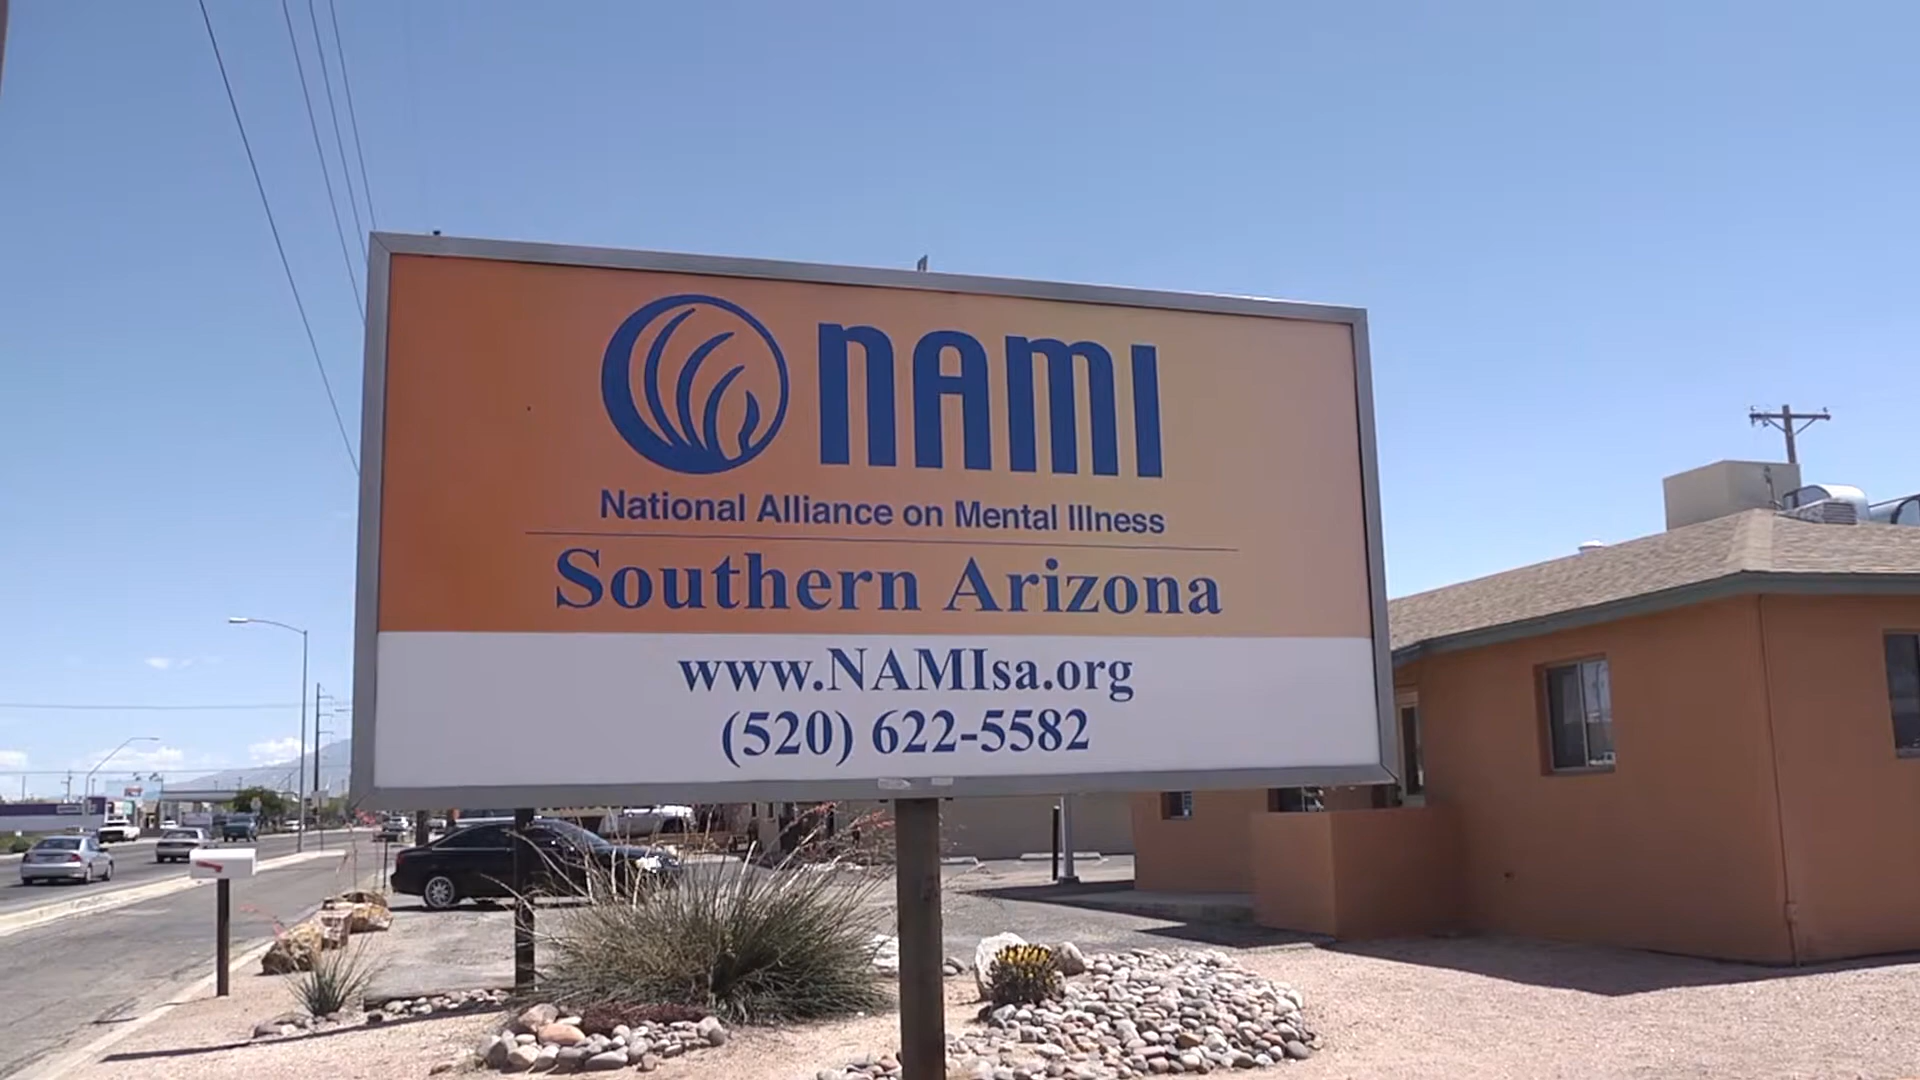 NAMI
National Alliance on Mental Illness
Southern Arizona
www.NAMIsa.org
(520) 622-5582